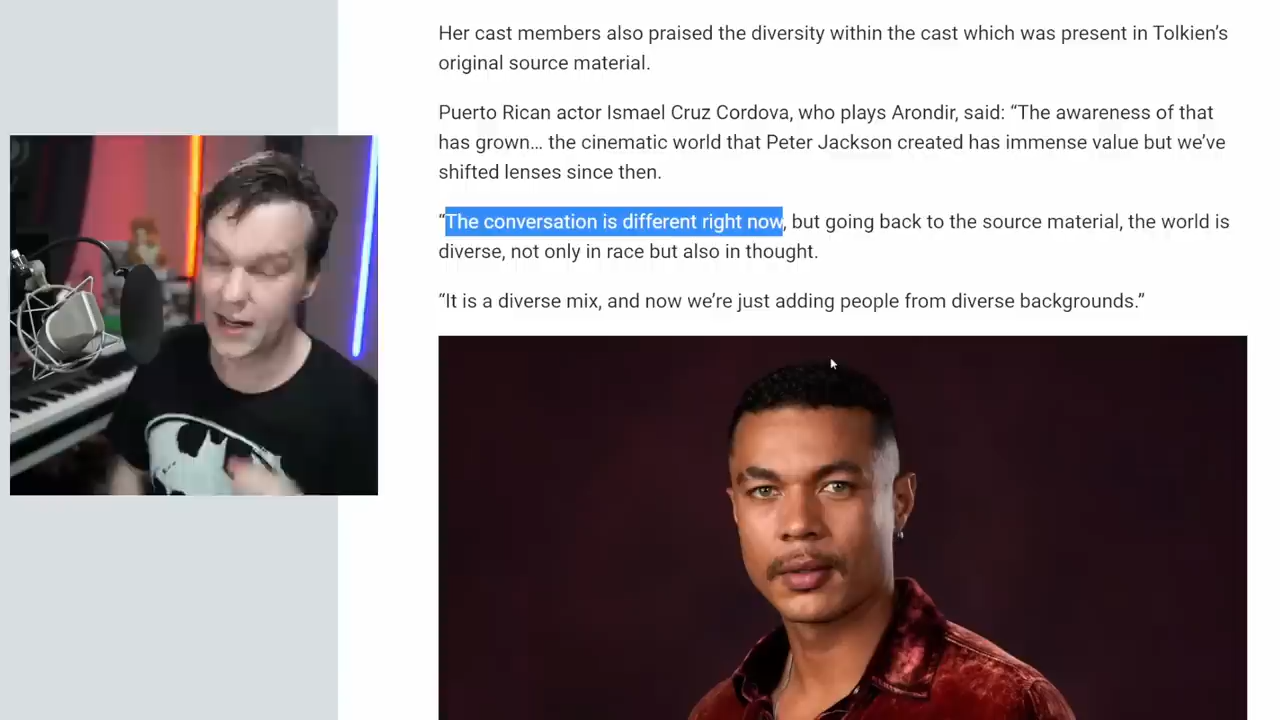 Her cast members also praised the diversity within the cast which was present in Tolkien’s
original source material.
Puerto Rican actor Ismael Cruz Cordova, who plays Arondir, said: “The awareness of that
has grown… the cinematic world that Peter Jackson created has immense value but we’ve
shifted lenses since then.
“The conversation is different right now, but going back to the source material, the world is
diverse, not only in race but also in thought.
“It is a diverse mix, and now we’re just adding people from diverse backgrounds.”